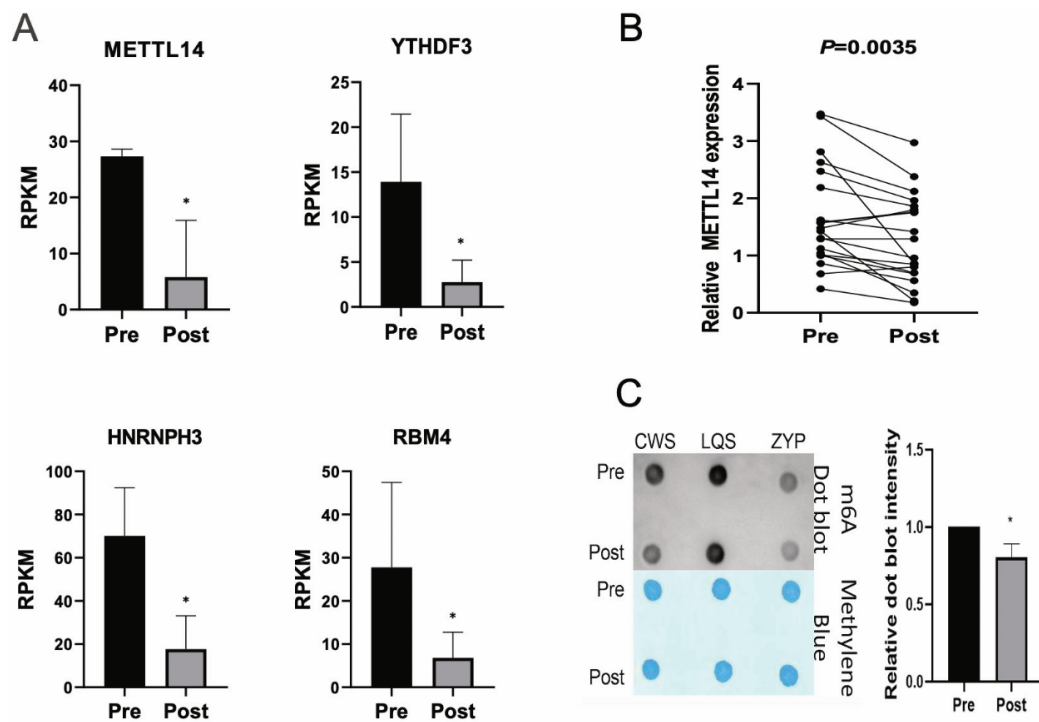 A
METTL14
RPKM
40
30
20
10
0
*
Pre Post
YTHDF3
RPKM
25
20
15
10
5
0
*
Pre Post
B
P=0.0035
Relative METTL14 expression
4
3
2
1
0
Pre Post
HNRNPH3
RPKM
100
80
60
40
20
0
*
Pre Post
RBM4
RPKM
50
40
30
20
10
0
*
Pre Post
C
CWS LQS ZYP
Pre
Post
m6A
Dot blot
Pre
Post
Methylene
Blue
Relative dot blot intensity
1.5
1.0
0.5
0.0
*
Pre Post